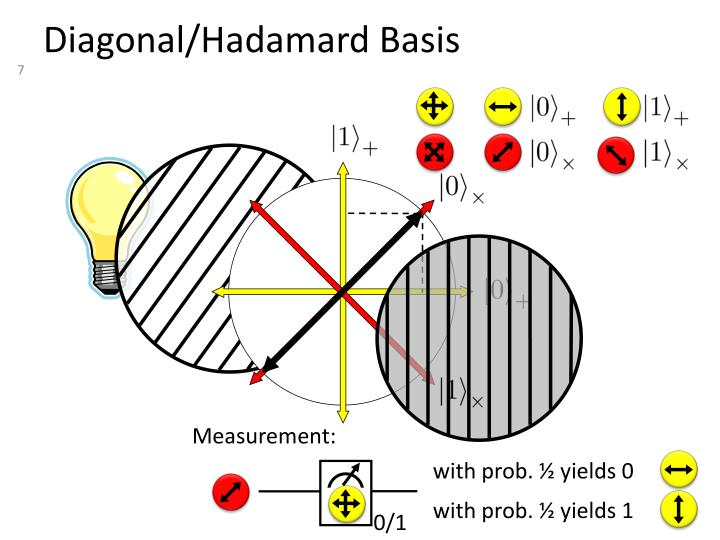 Diagonal/Hadamard Basis
7
|0⟩₊ |1⟩₊
|0⟩× |1⟩×
|1⟩₊
|0⟩×
|0⟩₊
|1⟩×
Measurement:
with prob. ½ yields 0
with prob. ½ yields 1
0/1